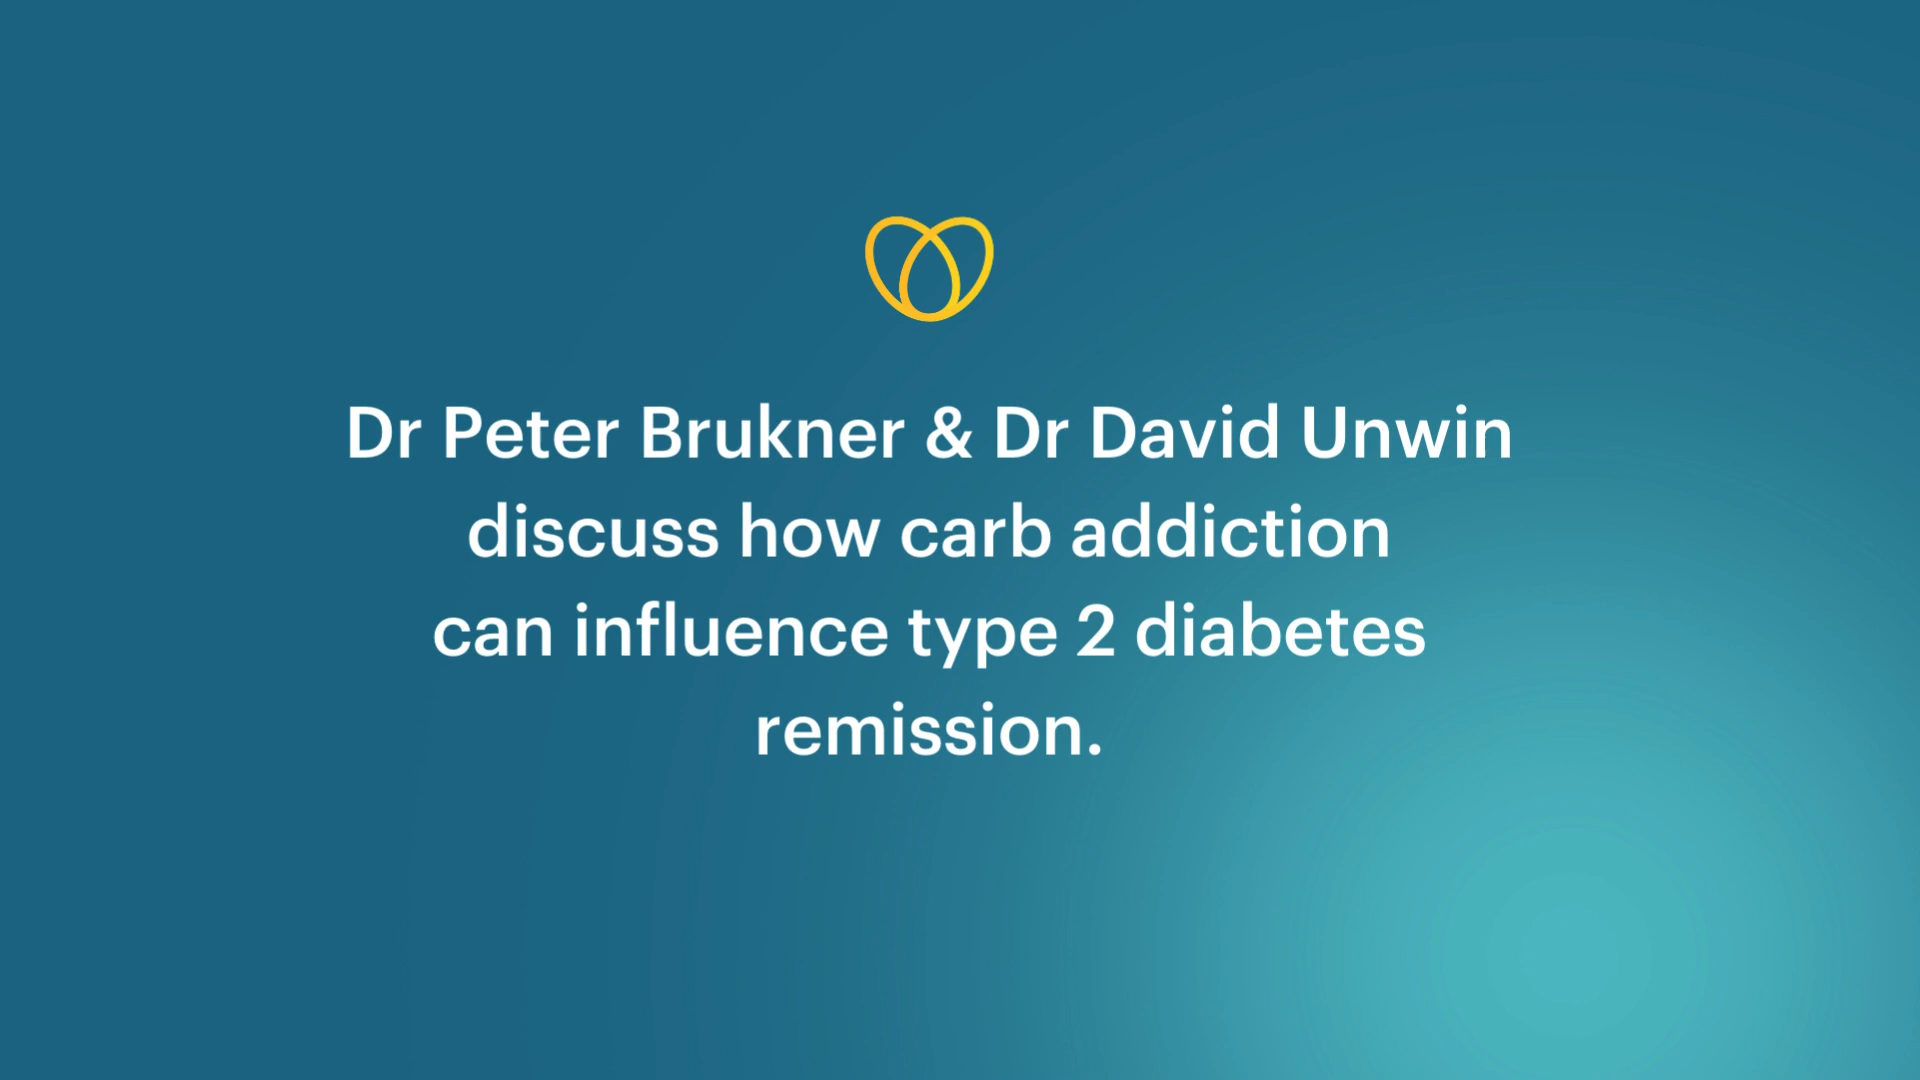 Dr Peter Brukner & Dr David Unwin
discuss how carb addiction
can influence type 2 diabetes
remission.